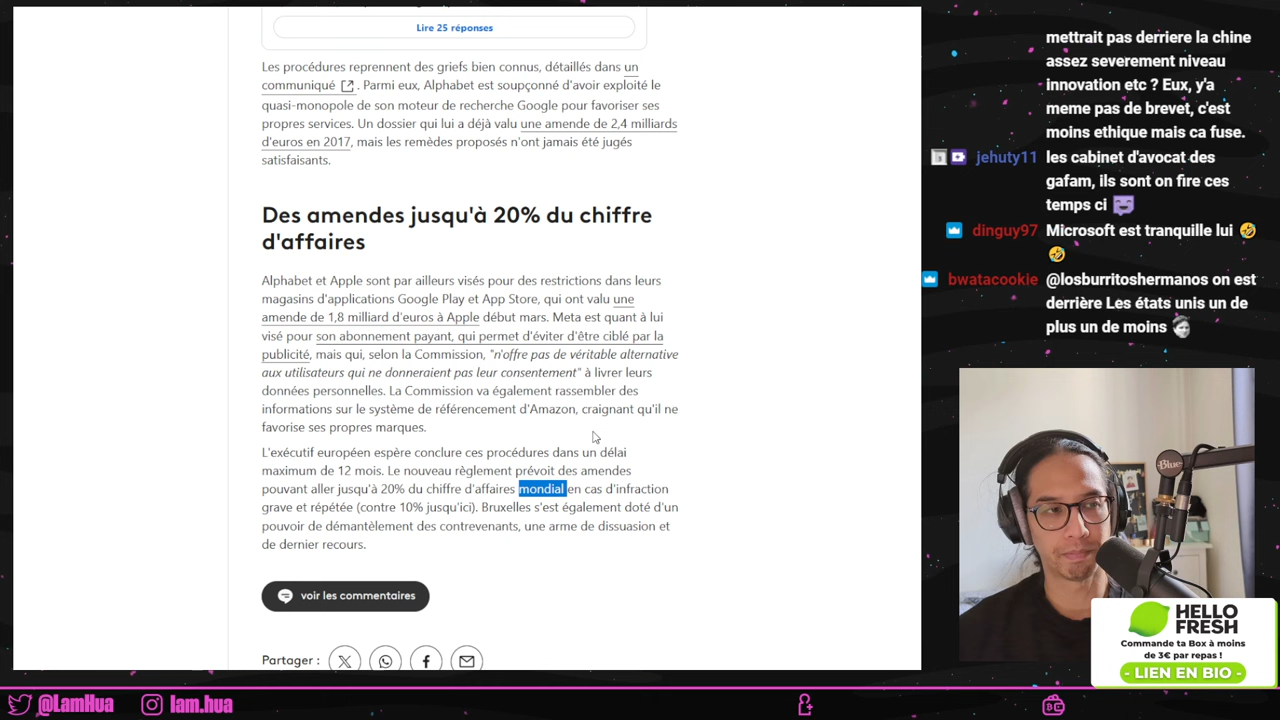 Lire 25 réponses
Les procédures reprennent des griefs bien connus, détaillés dans un
communiqué . Parmi eux, Alphabet est soupçonné d'avoir exploité le
quasi-monopole de son moteur de recherche Google pour favoriser ses
propres services. Un dossier qui lui a déjà valu une amende de 2,4 milliards
d'euros en 2017, mais les remèdes proposés n'ont jamais été jugés
satisfaisants.
Des amendes jusqu'à 20% du chiffre
d'affaires
Alphabet et Apple sont par ailleurs visés pour des restrictions dans leurs
magasins d'applications Google Play et App Store, qui ont valu une
amende de 1,8 milliard d'euros à Apple début mars. Meta est quant à lui
visé pour son abonnement payant, qui permet d'éviter d'être ciblé par la
publicité, mais qui, selon la Commission, "n'offre pas de véritable alternative
aux utilisateurs qui ne donneraient pas leur consentement" à livrer leurs
données personnelles. La Commission va également rassembler des
informations sur le système de référencement d'Amazon, craignant qu'il ne
favorise ses propres marques.
L'exécutif européen espère conclure ces procédures dans un délai
maximum de 12 mois. Le nouveau règlement prévoit des amendes
pouvant aller jusqu'à 20% du chiffre d'affaires mondial en cas d'infraction
grave et répétée (contre 10% jusqu'ici). Bruxelles s'est également doté d'un
pouvoir de démantèlement des contrevenants, une arme de dissuasion et
de dernier recours.
voir les commentaires
Partager :
mettrait pas derriere la chine
assez severement niveau
innovation etc ? Eux, y'a
meme pas de brevet, c'est
moins ethique mais ca fuse.
jehuty11 les cabinet d'avocat des
gafam, ils sont on fire ces
temps ci
dinguy97 Microsoft est tranquille lui 🤣
🤣
bwatacookie @losburritoshermanos on est
derrière Les états unis un de
plus un de moins
Blue
HELLO
FRESH
Commande ta Box à moins
de 3€ par repas !
- LIEN EN BIO -
@LamHua
lam.hua